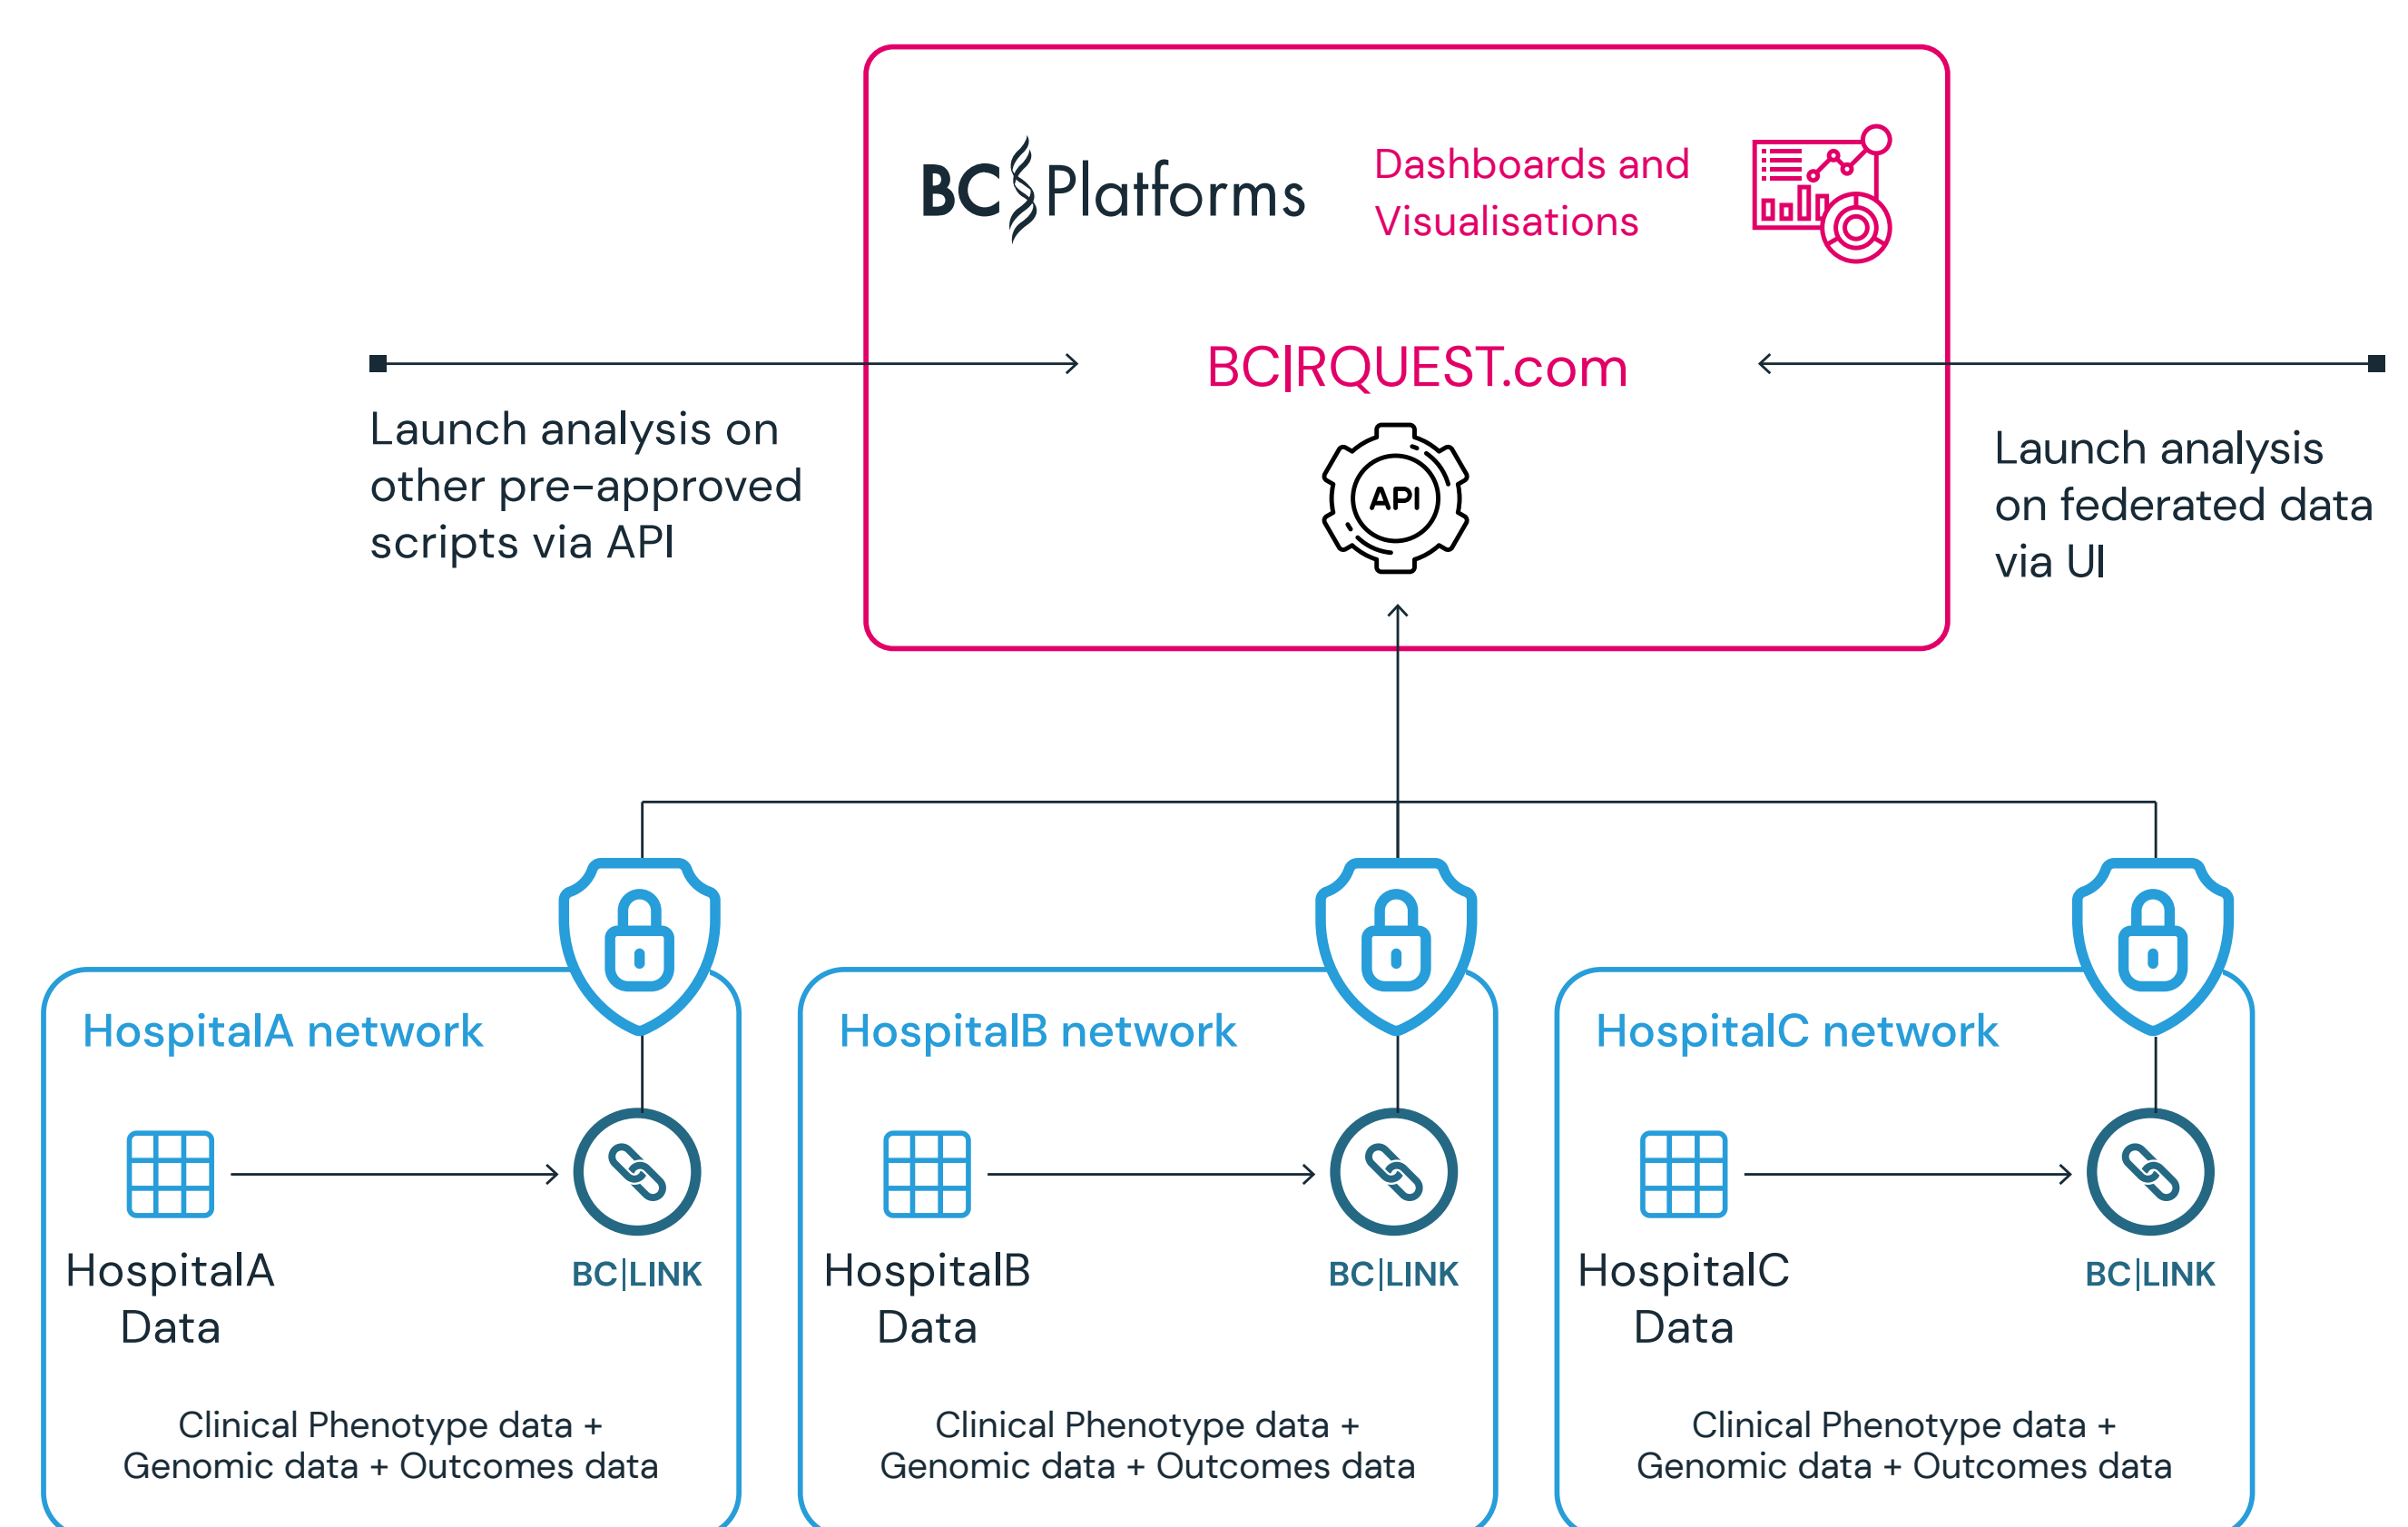 BC Platforms
Dashboards and
Visualisations
BC|RQUEST.com
API
Launch analysis on
other pre-approved
scripts via API
Launch analysis
on federated data
via UI
HospitalA network
HospitalA
Data
BC|LINK
Clinical Phenotype data +
Genomic data + Outcomes data
HospitalB network
HospitalB
Data
BC|LINK
Clinical Phenotype data +
Genomic data + Outcomes data
HospitalC network
HospitalC
Data
BC|LINK
Clinical Phenotype data +
Genomic data + Outcomes data